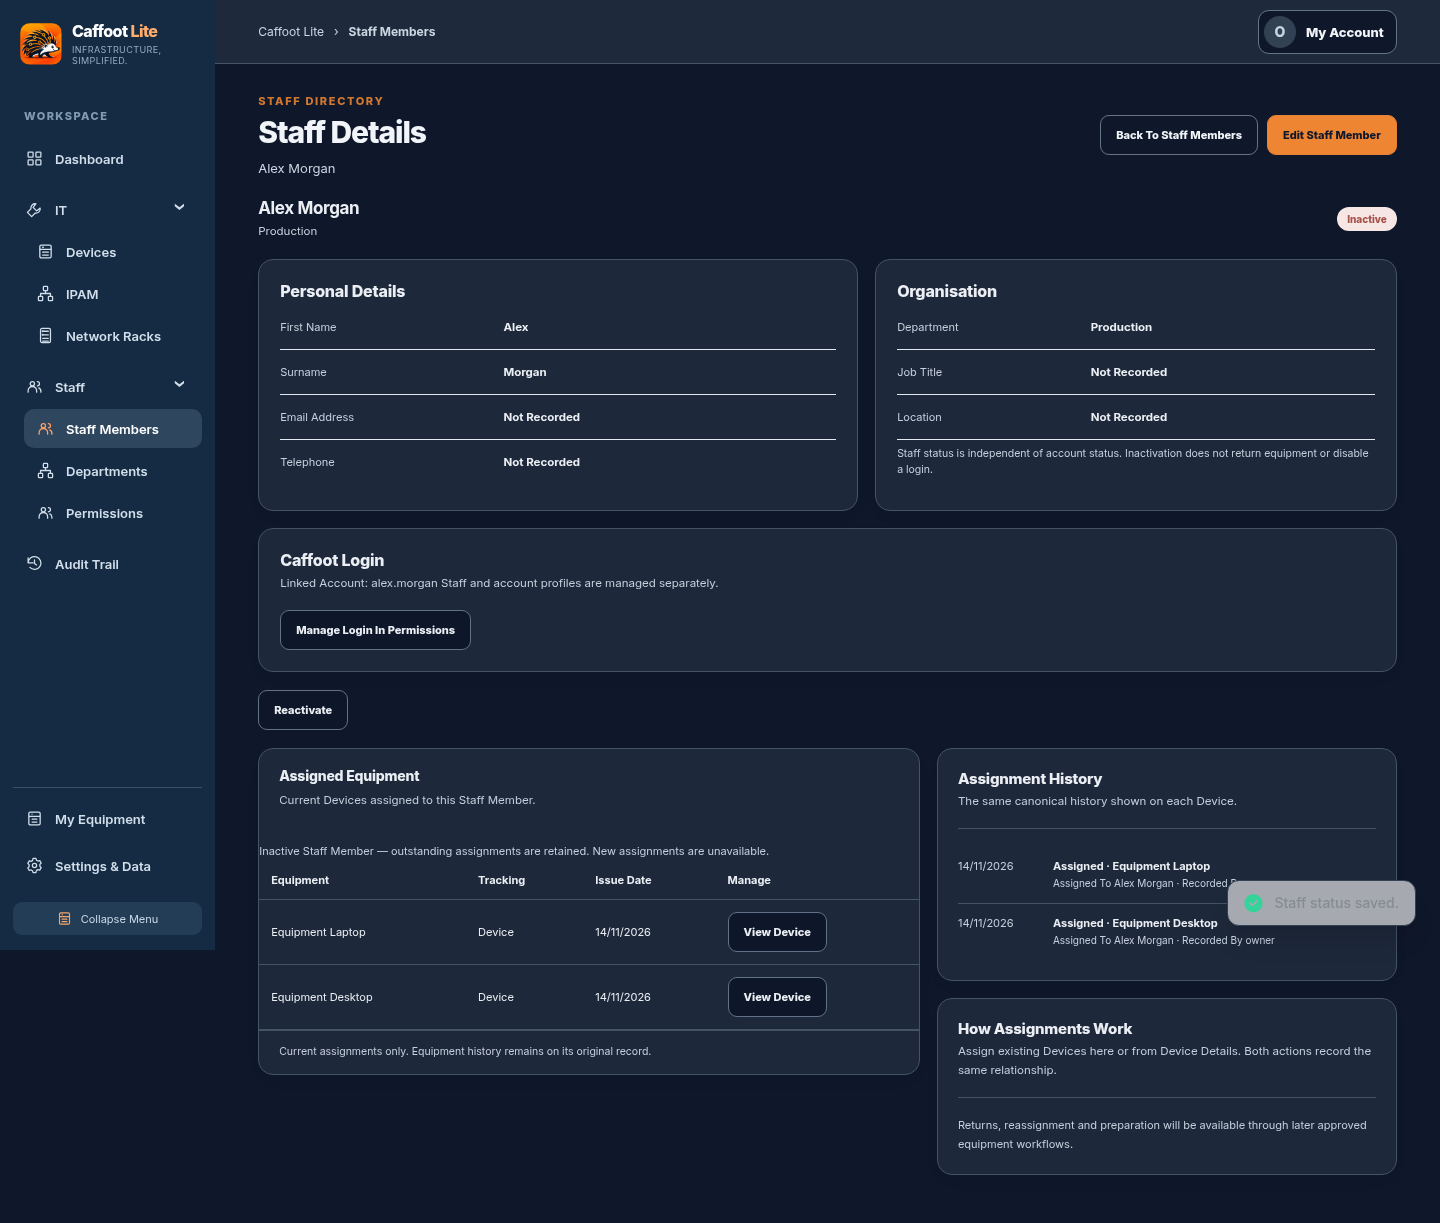 Caffoot Lite
INFRASTRUCTURE,
SIMPLIFIED.
WORKSPACE
Dashboard
IT
Devices
IPAM
Network Racks
Staff
Staff Members
Departments
Permissions
Audit Trail
My Equipment
Settings & Data
Collapse Menu
Caffoot Lite › Staff Members
O My Account
STAFF DIRECTORY
Staff Details
Alex Morgan
Back To Staff Members
Edit Staff Member
Alex Morgan
Production
Inactive
Personal Details
First Name Alex
Surname Morgan
Email Address Not Recorded
Telephone Not Recorded
Organisation
Department Production
Job Title Not Recorded
Location Not Recorded
Staff status is independent of account status. Inactivation does not return equipment or disable
a login.
Caffoot Login
Linked Account: alex.morgan Staff and account profiles are managed separately.
Manage Login In Permissions
Reactivate
Assigned Equipment
Current Devices assigned to this Staff Member.
Inactive Staff Member — outstanding assignments are retained. New assignments are unavailable.
Equipment Tracking Issue Date Manage
Equipment Laptop Device 14/11/2026 View Device
Equipment Desktop Device 14/11/2026 View Device
Current assignments only. Equipment history remains on its original record.
Assignment History
The same canonical history shown on each Device.
14/11/2026 Assigned · Equipment Laptop
Assigned To Alex Morgan · Recorded
Staff status saved.
14/11/2026 Assigned · Equipment Desktop
Assigned To Alex Morgan · Recorded By owner
How Assignments Work
Assign existing Devices here or from Device Details. Both actions record the
same relationship.
Returns, reassignment and preparation will be available through later approved
equipment workflows.